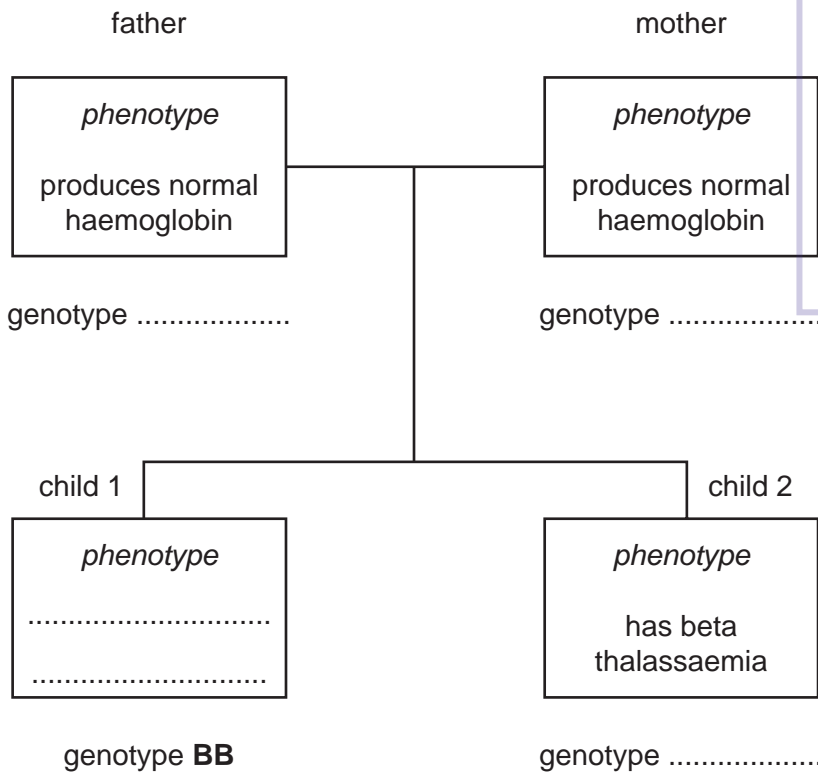 father
mother
phenotype
produces normal
haemoglobin
phenotype
produces normal
haemoglobin
genotype ...................
genotype ...................
child 1
child 2
phenotype
..............................
.............................
phenotype
has beta
thalassaemia
genotype BB
genotype ...................